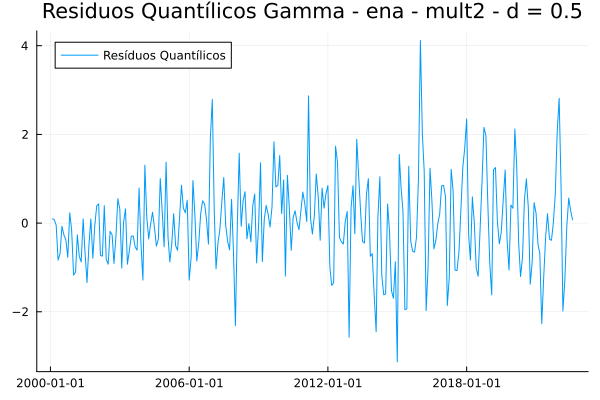 Residuos Quantílicos Gamma - ena - mult2 - d = 0.5
Resíduos Quantílicos
4
2
0
−2
2000-01-01 2006-01-01 2012-01-01 2018-01-01